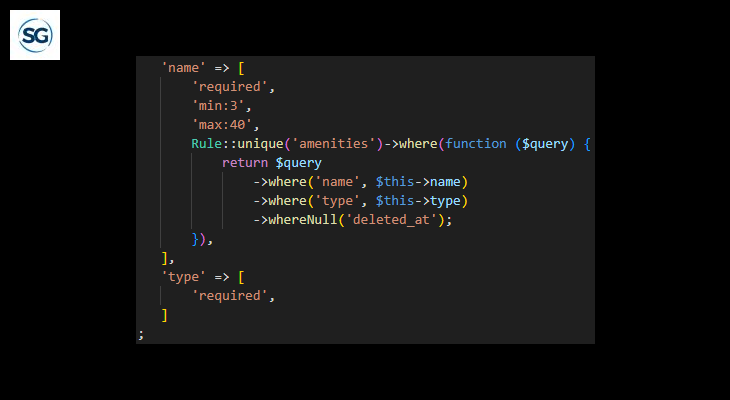 SG
'name' => [
'required',
'min:3',
'max:40',
Rule::unique('amenities')->where(function ($query) {
return $query
->where('name', $this->name)
->where('type', $this->type)
->whereNull('deleted_at');
}),
],
'type' => [
'required',
]
;